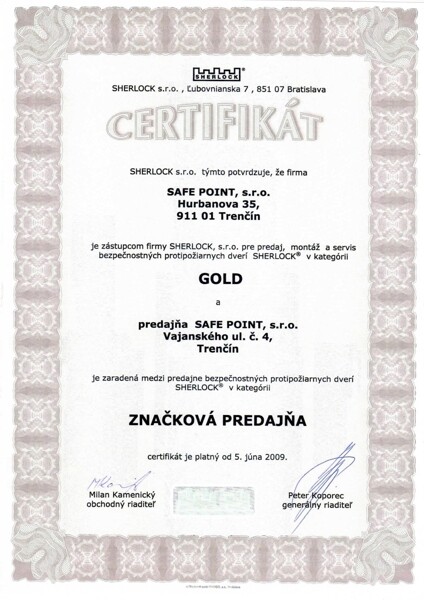 SHERLOCK®
SHERLOCK s.r.o. , Ľubovnianska 7 , 851 07 Bratislava
CERTIFIKÁT
SHERLOCK s.r.o. týmto potvrdzuje, že firma
SAFE POINT, s.r.o.
Hurbanova 35,
911 01 Trenčín
je zástupcom firmy SHERLOCK, s.r.o. pre predaj, montáž a servis
bezpečnostných protipožiarnych dverí SHERLOCK® v kategórii
GOLD
a
predajňa SAFE POINT, s.r.o.
Vajanského ul. č. 4,
Trenčín
je zaradená medzi predajne bezpečnostných protipožiarnych dverí
SHERLOCK® v kategórii
ZNAČKOVÁ PREDAJŇA
certifikát je platný od 5. júna 2009.
Milan Kamenický
obchodný riaditeľ
Peter Koporec
generálny riaditeľ